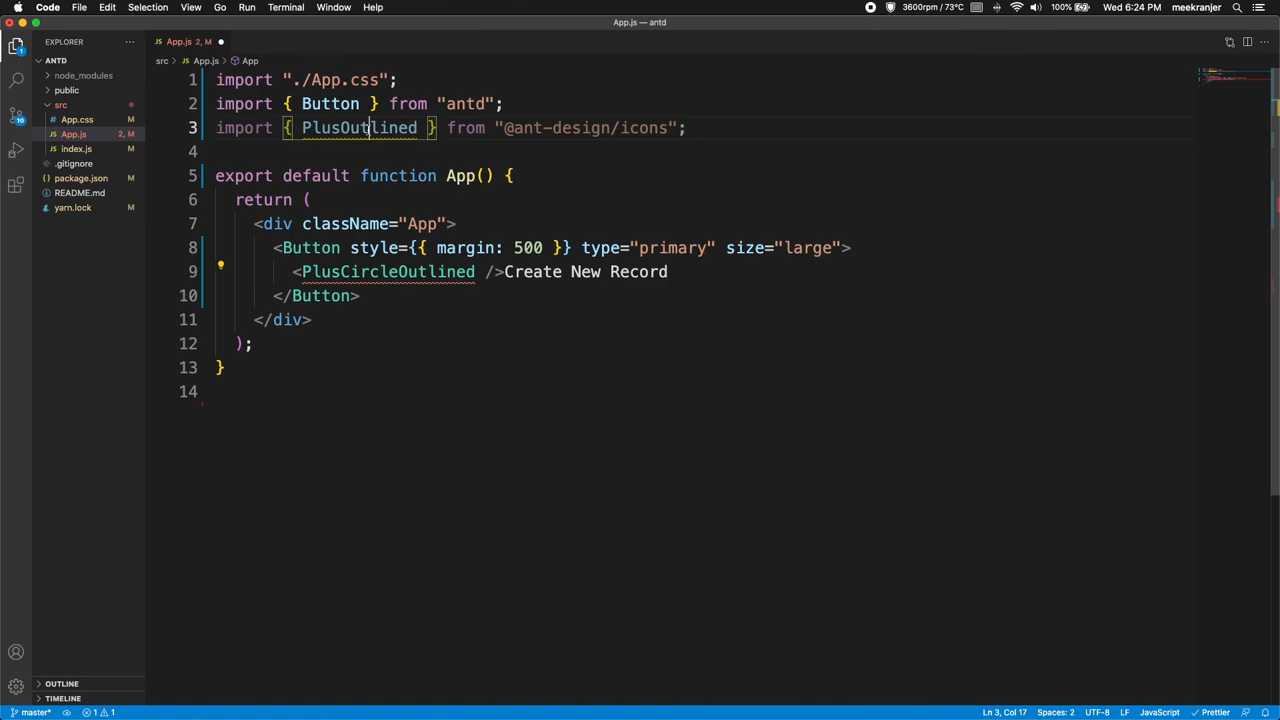 Code File Edit Selection View Go Run Terminal Window Help 3600rpm / 73°C 100% Wed 6:24 PM meekranjer
App.js — antd
EXPLORER
App.js 2, M
ANTD
src > App.js > App
node_modules
public
src
App.css M
App.js 2, M
index.js M
.gitignore
package.json M
README.md M
yarn.lock M
1 import "./App.css";
2 import { Button } from "antd";
3 import { PlusOutlined } from "@ant-design/icons";
4
5 export default function App() {
6 return (
7 <div className="App">
8 <Button style={{ margin: 500 }} type="primary" size="large">
9 <PlusCircleOutlined />Create New Record
10 </Button>
11 </div>
12 );
13 }
14
1
10
OUTLINE
TIMELINE
master* 1 1 Ln 3, Col 17 Spaces: 2 UTF-8 LF JavaScript Prettier